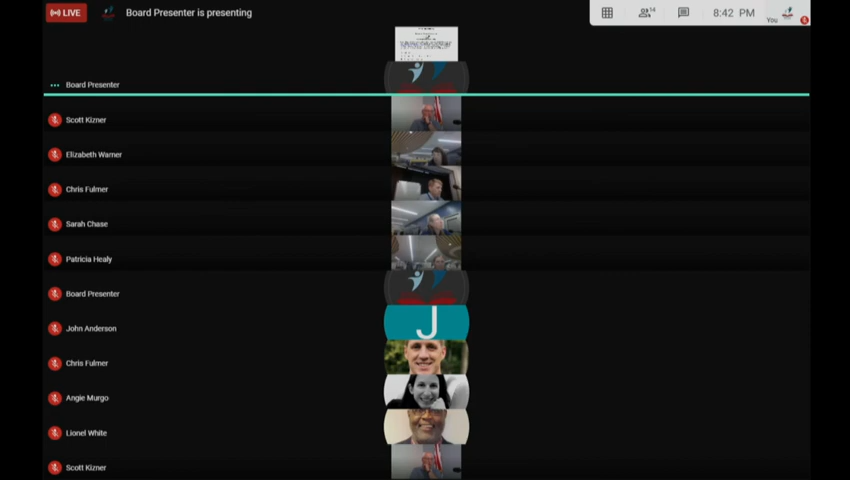 LIVE
Board Presenter is presenting
14
8:42 PM
You
Board Presenter
Scott Kizner
Elizabeth Warner
Chris Fulmer
Sarah Chase
Patricia Healy
Board Presenter
John Anderson
J
Chris Fulmer
Angie Murgo
Lionel White
Scott Kizner